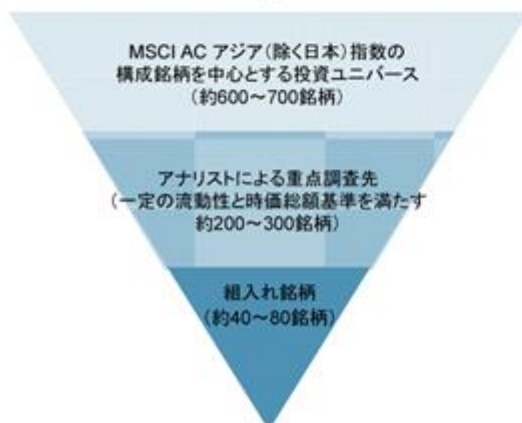 MSCI AC アジア(除く日本)指数の
構成銘柄を中心とする投資ユニバース
(約600～700銘柄)
アナリストによる重点調査先
(一定の流動性と時価総額基準を満たす
約200～300銘柄)
組入れ銘柄
(約40～80銘柄)